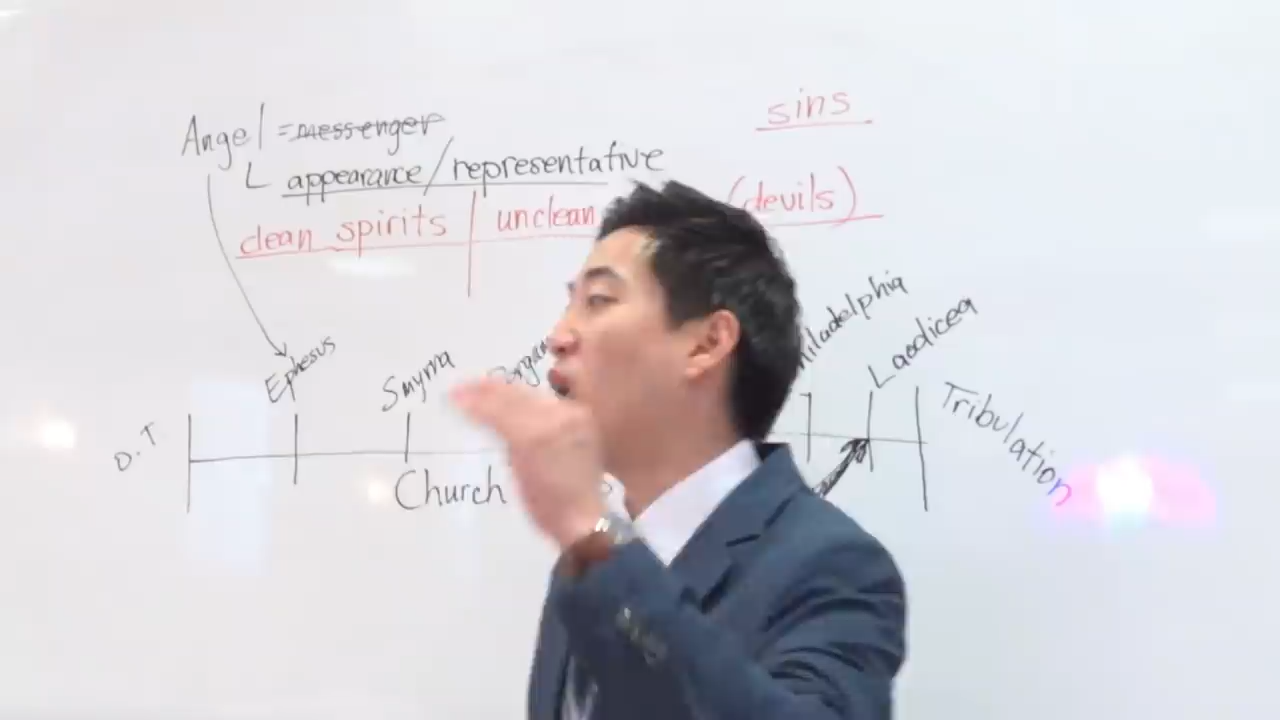 Angel = messenger
sins
appearance/representative
clean spirits | unclean
(devils)
Ephesus
Smyrna
Philadelphia
Laodicea
Tribulation
O.T
Church